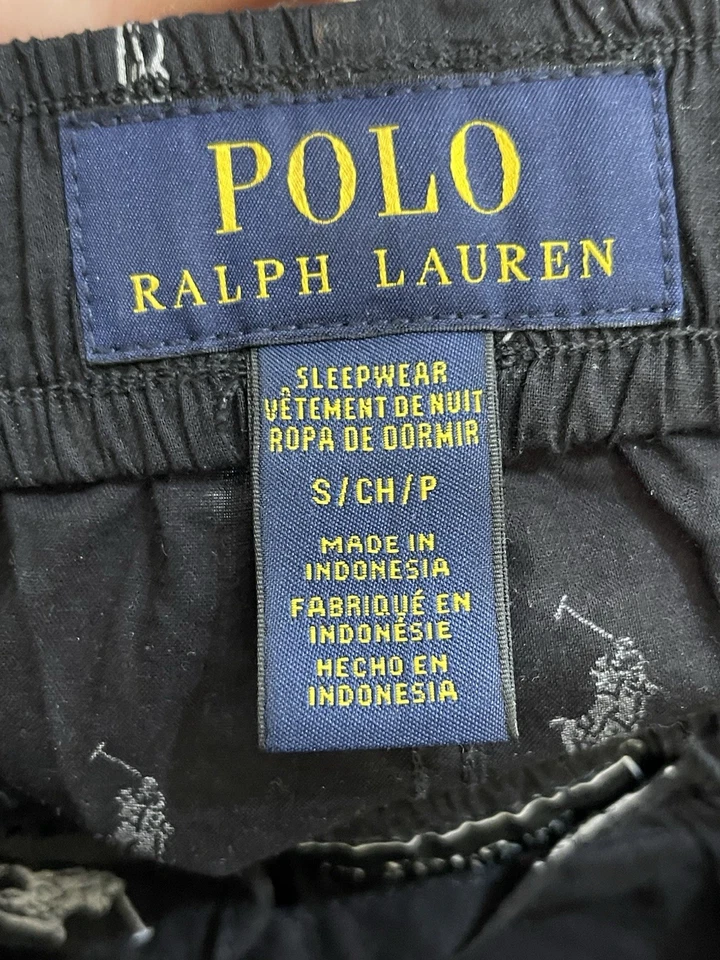 POLO
RALPH LAUREN
SLEEPWEAR
VÊTEMENT DE NUIT
ROPA DE DORMIR
S/CH/P
MADE IN
INDONESIA
FABRIQUÉ EN
INDONÉSIE
HECHO EN
INDONESIA